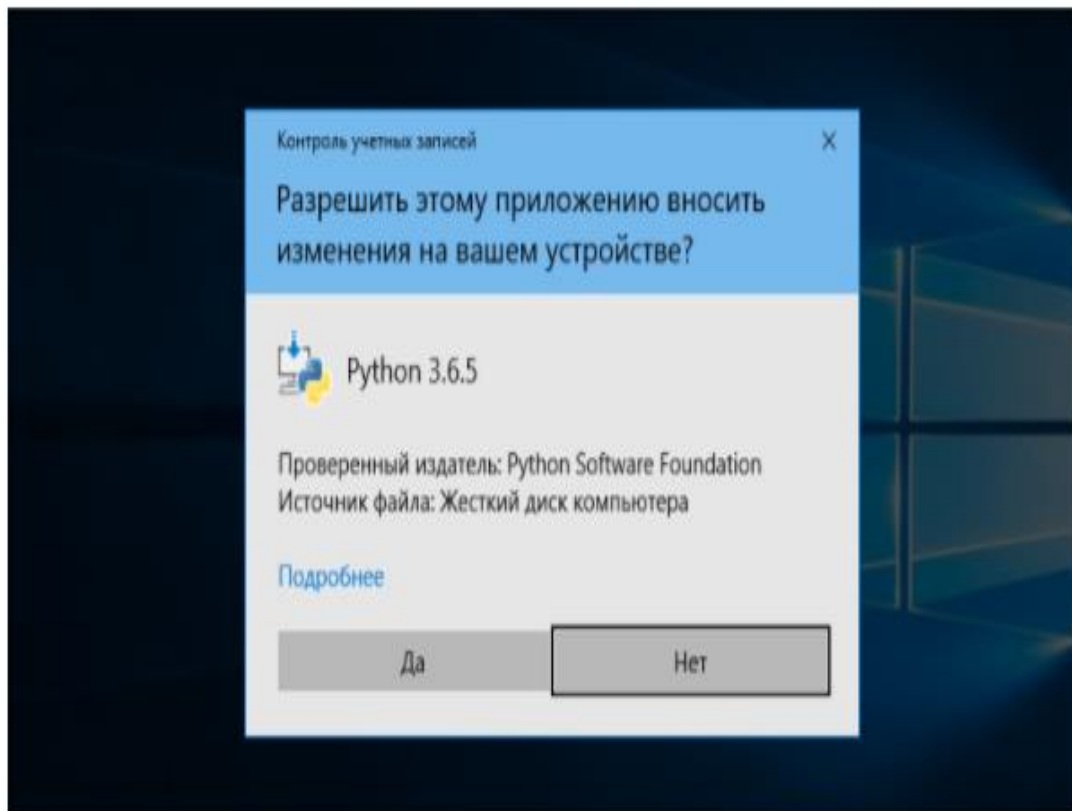 Контроль учетных записей
Разрешить этому приложению вносить
изменения на вашем устройстве?
Python 3.6.5
Проверенный издатель: Python Software Foundation
Источник файла: Жесткий диск компьютера
Подробнее
Да
Нет